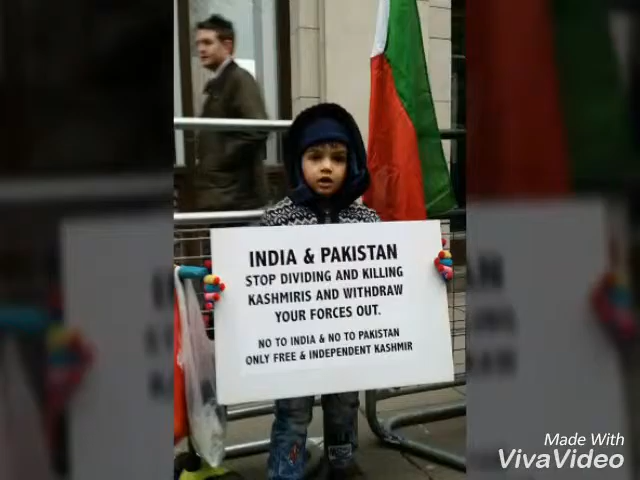 INDIA & PAKISTAN
STOP DIVIDING AND KILLING
KASHMIRIS AND WITHDRAW
YOUR FORCES OUT.
NO TO INDIA & NO TO PAKISTAN
ONLY FREE & INDEPENDENT KASHMIR
Made With
VivaVideo